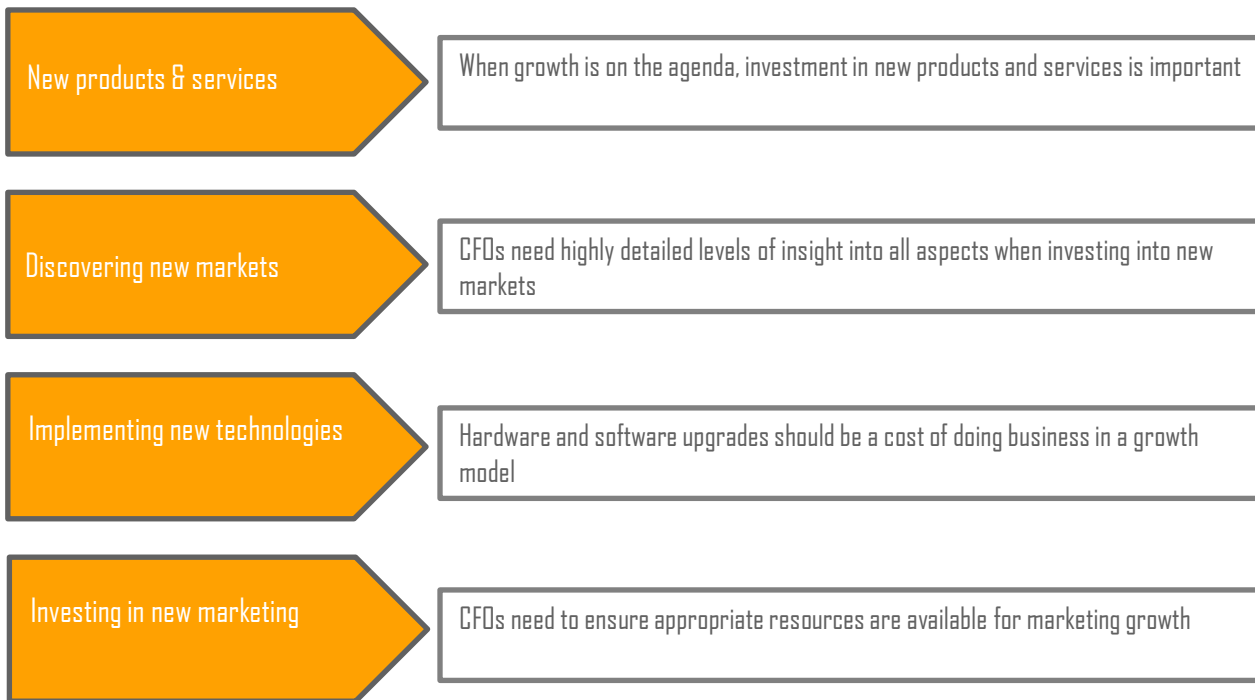 New products & services
When growth is on the agenda, investment in new products and services is important
Discovering new markets
CFOs need highly detailed levels of insight into all aspects when investing into new
markets
Implementing new technologies
Hardware and software upgrades should be a cost of doing business in a growth
model
Investing in new marketing
CFOs need to ensure appropriate resources are available for marketing growth